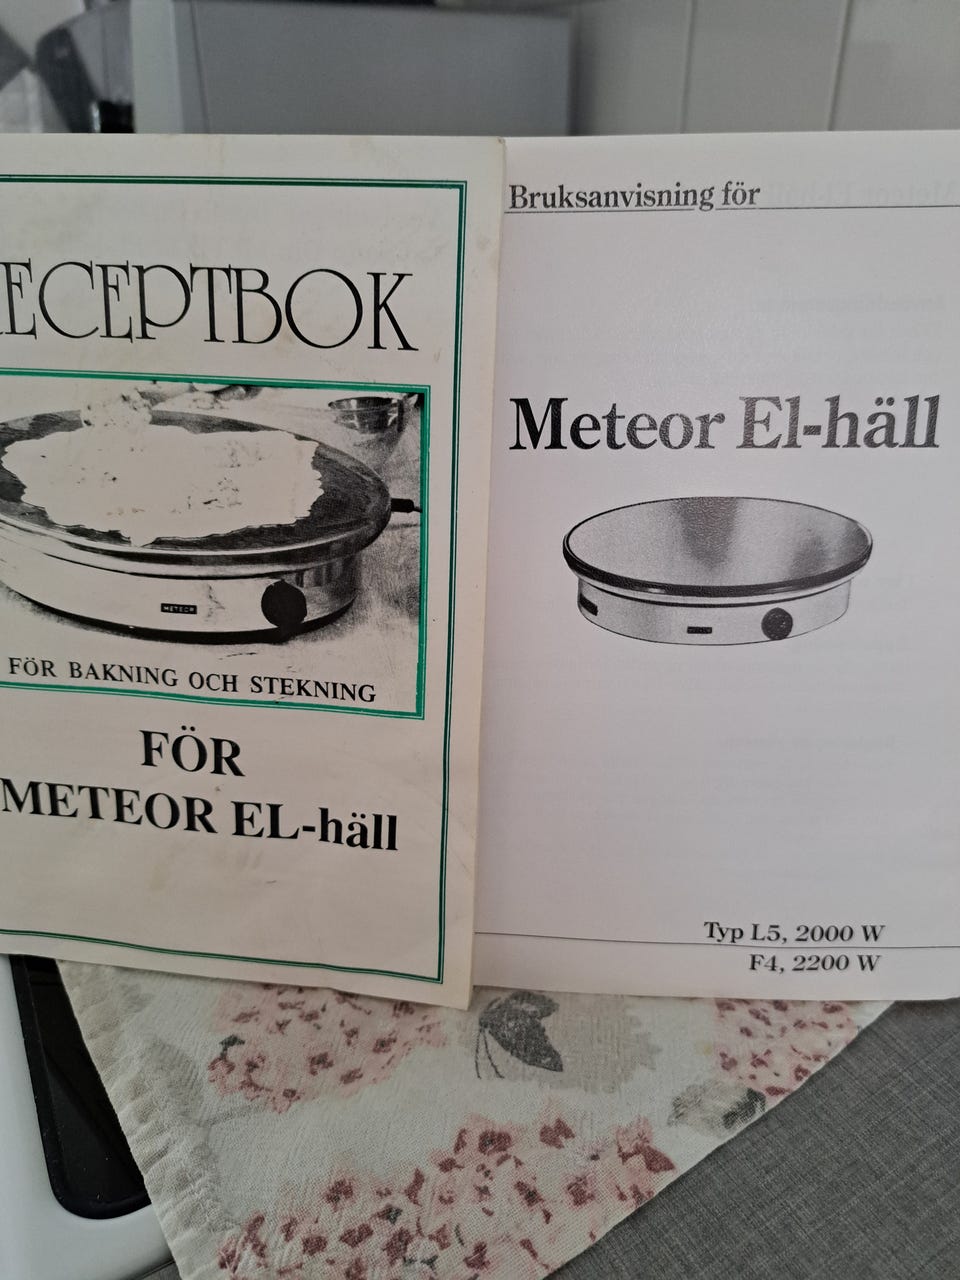 ECEPTBOK
METEOR
FÖR BAKNING OCH STEKNING
FÖR
METEOR EL-häll
Bruksanvisning för
Meteor El-häll
Typ L5, 2000 W
F4, 2200 W